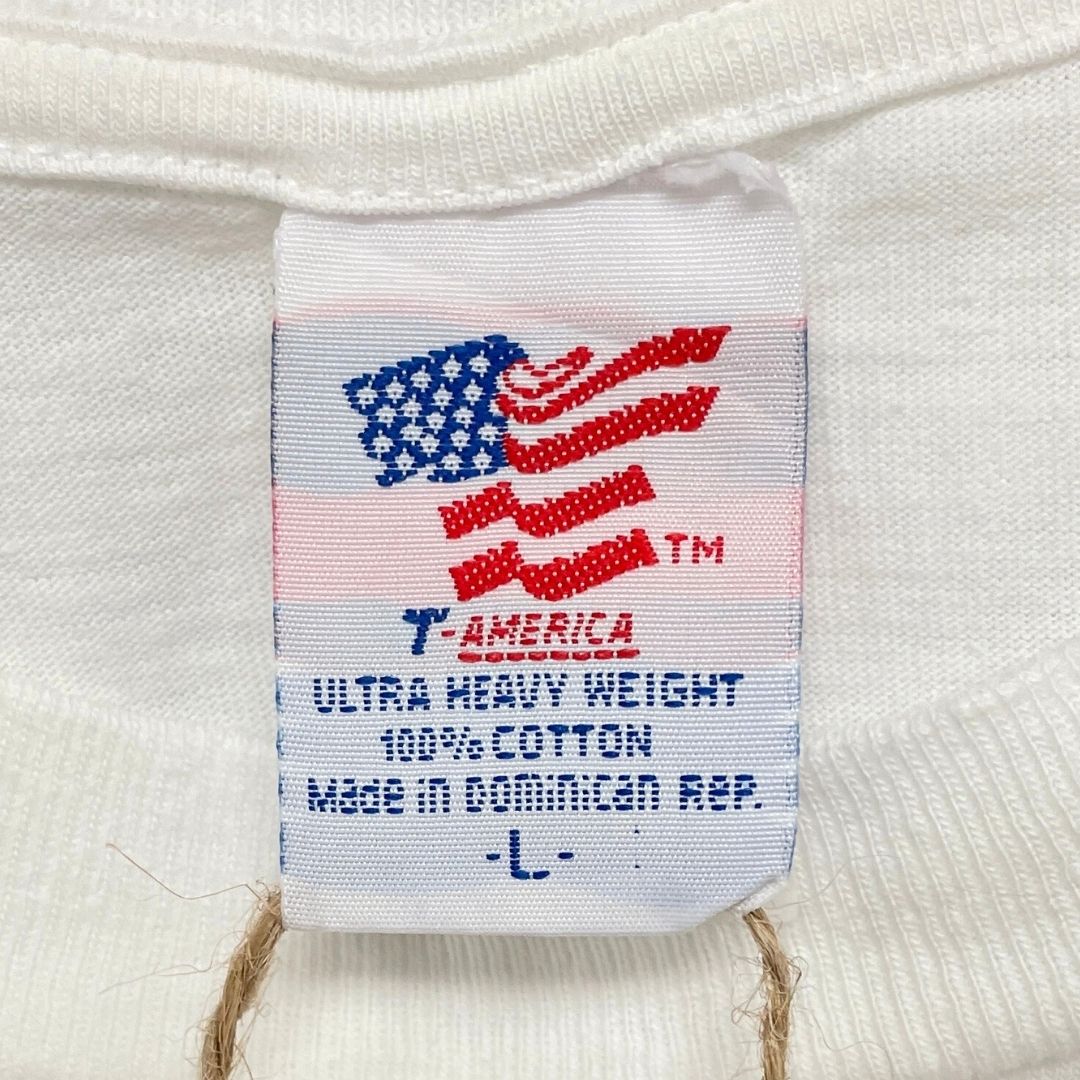 TM
T-AMERICA
ULTRA HEAVY WEIGHT
100% COTTON
Made in Dominican Rep.
-L-